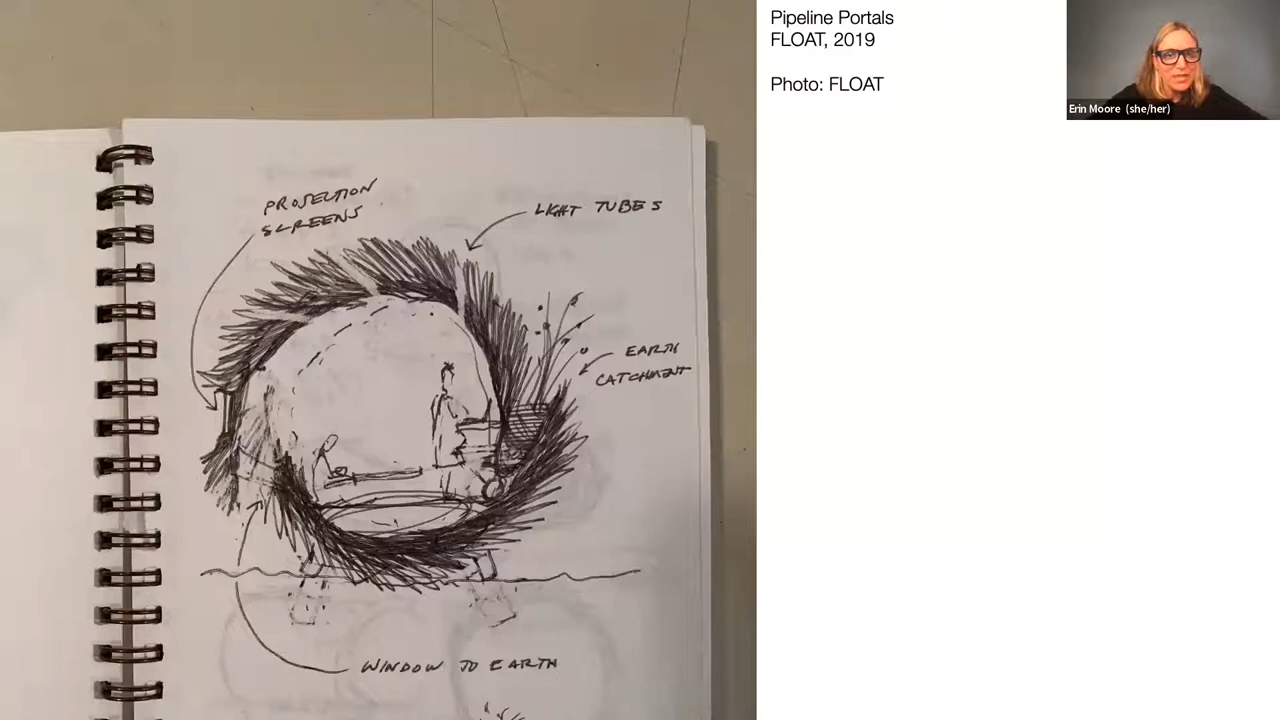 PROJECTION
SCREENS
LIGHT TUBES
EARTH
CATCHMENT
WINDOW TO EARTH
Pipeline Portals
FLOAT, 2019
Photo: FLOAT
Erin Moore (she/her)